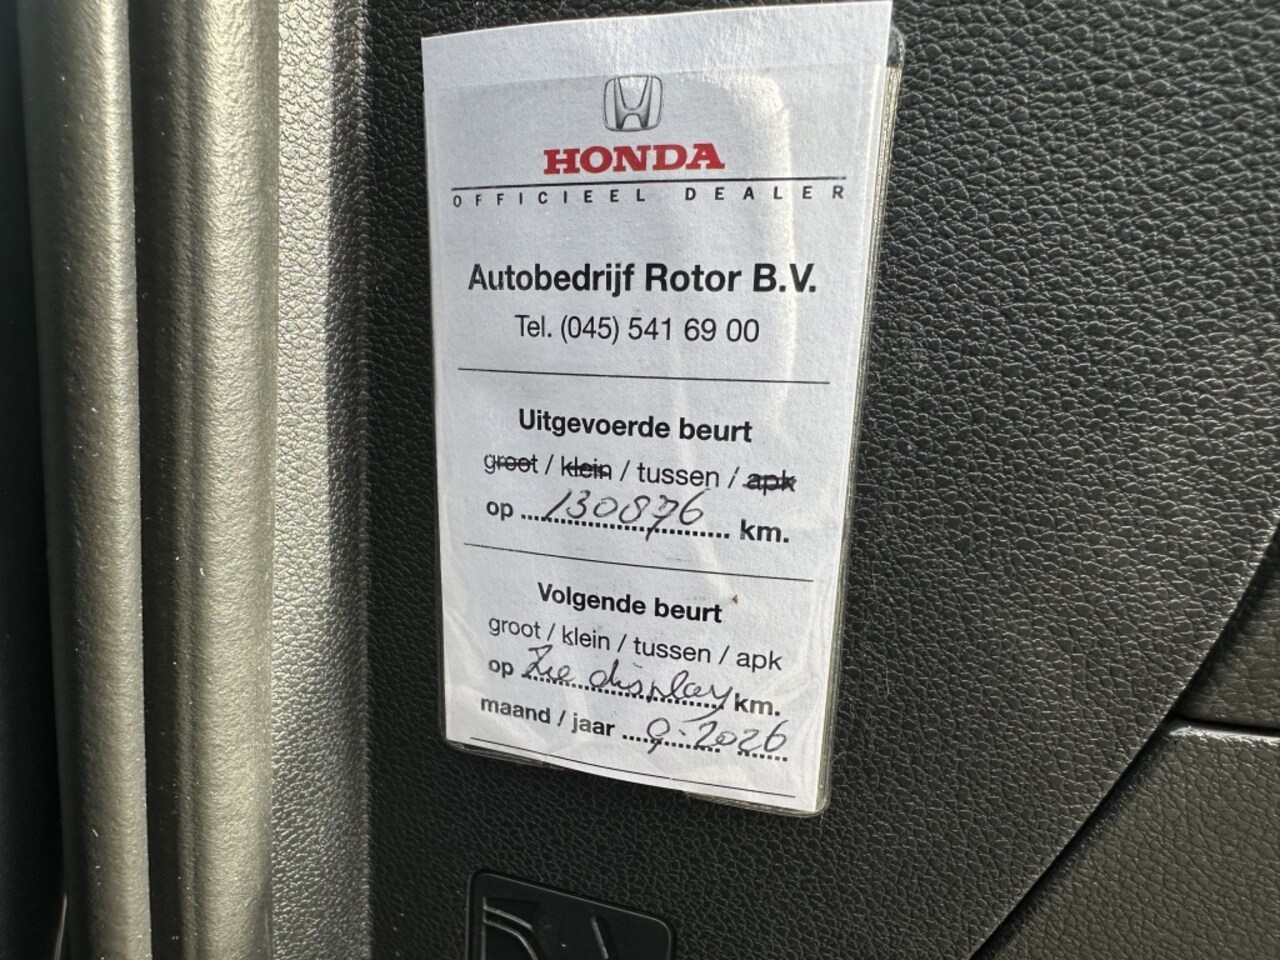 HONDA
OFFICIEEL DEALER
Autobedrijf Rotor B.V.
Tel. (045) 541 69 00
Uitgevoerde beurt
groot / klein / tussen / apk
op 130876 km.
Volgende beurt
groot / klein / tussen / apk
op Zie display km.
maand / jaar 9-2026